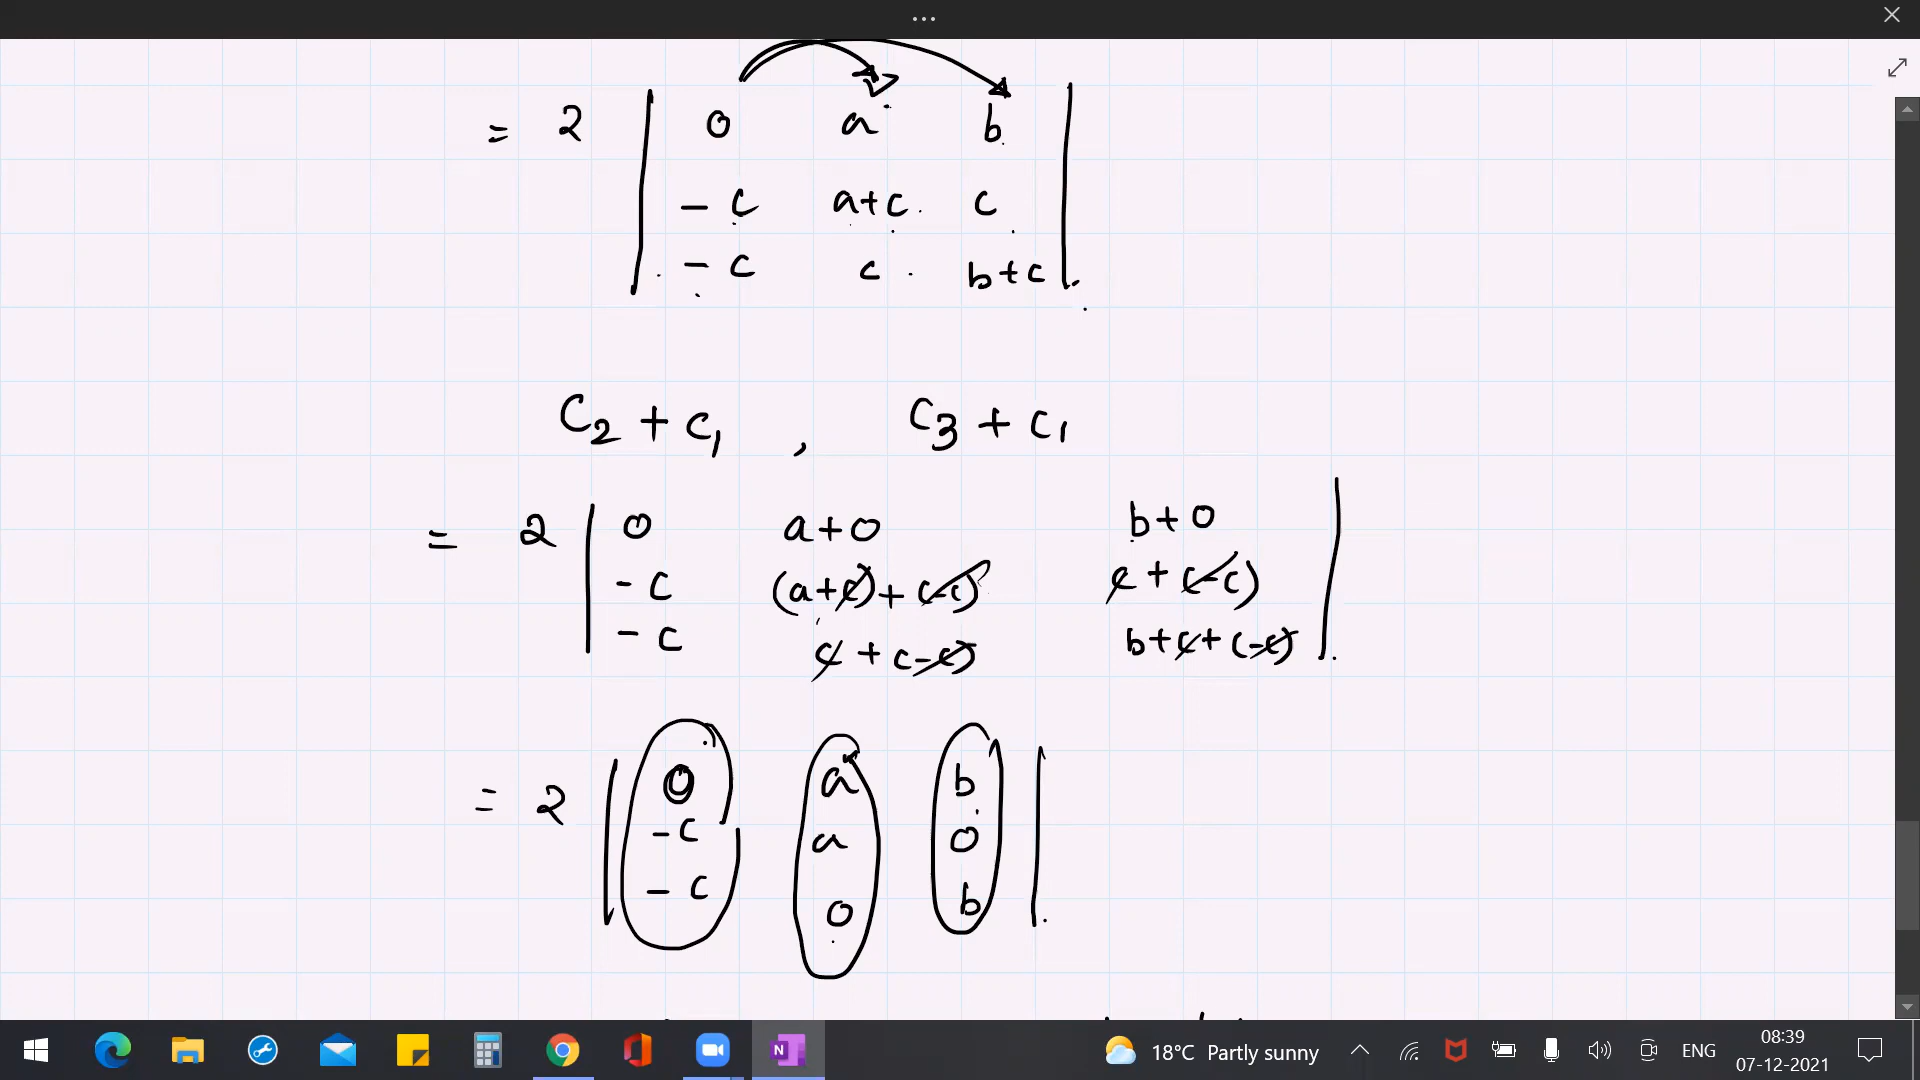 ...
= 2 | 0 a b |
- c a+c c
- c c b+c
C2 + C1 , C3 + C1
= 2 | 0 a+0 b+0 |
- c (a+c) + (-c) c + (-c)
- c c + (-c) b+c+(-c)
= 2 | 0 a b |
-c a 0
- c 0 b
18°C Partly sunny
ENG
08:39
07-12-2021